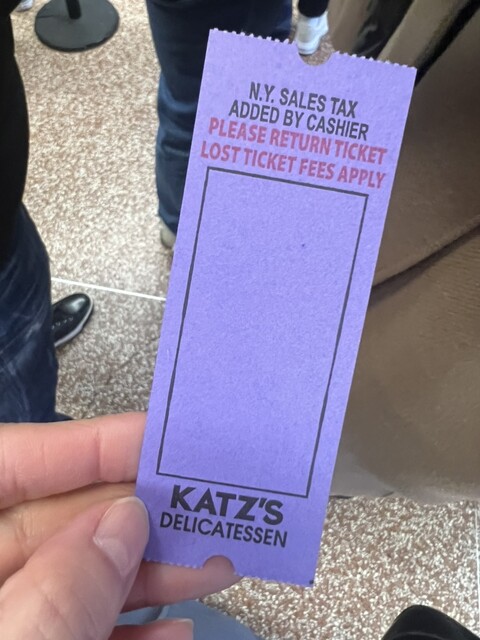 N.Y. SALES TAX
ADDED BY CASHIER
PLEASE RETURN TICKET
LOST TICKET FEES APPLY
KATZ'S
DELICATESSEN